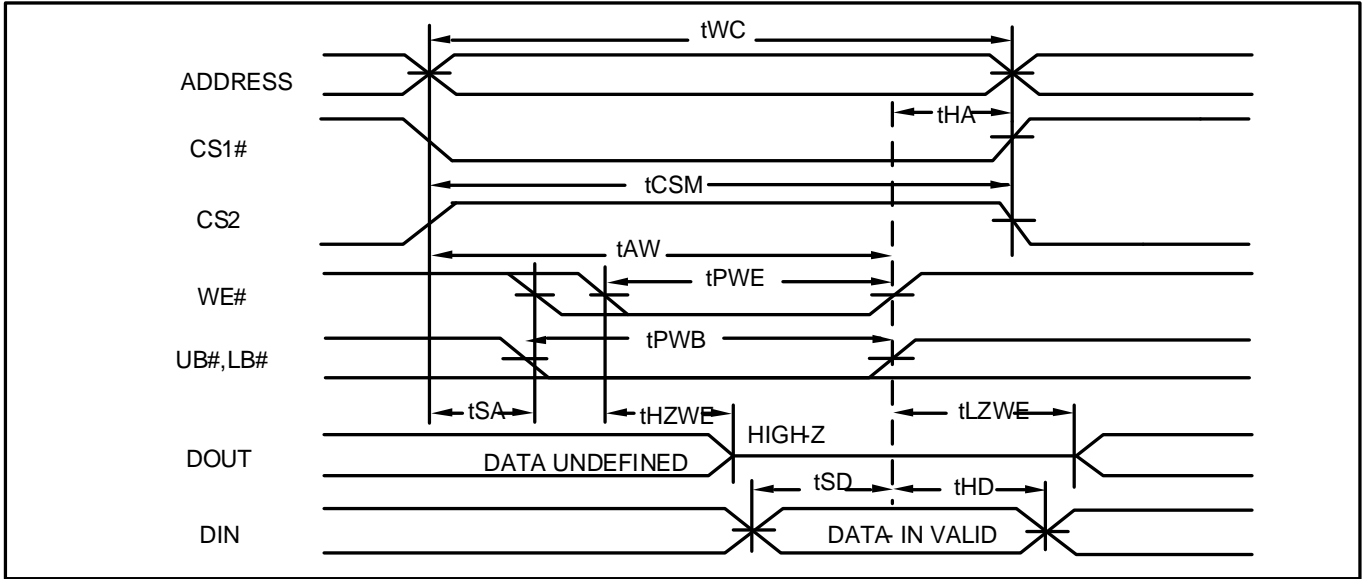 tWC
ADDRESS
tHA
CS1#
tCSM
CS2
tAW
tPWE
WE#
tPWB
UB#,LB#
tSA
tHZWE
tLZWE
HIGH-Z
DOUT
DATA UNDEFINED
tSD
tHD
DIN
DATA- IN VALID